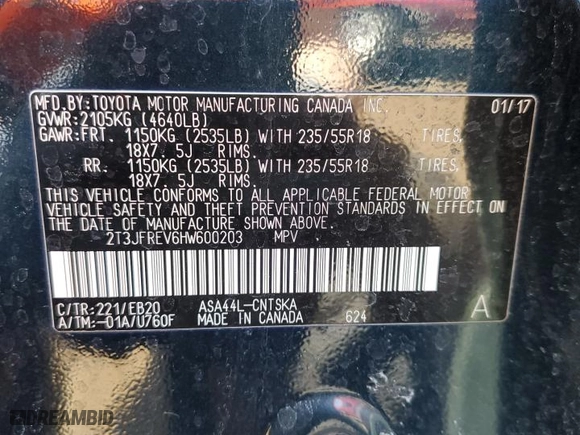 MFD.BY:TOYOTA MOTOR MANUFACTURING CANADA INC. 01/17
GVWR:2105KG (4640LB)
GAWR:FRT. 1150KG (2535LB) WITH 235/55R18 TIRES,
18X7. 5J RIMS.
RR. 1150KG (2535LB) WITH 235/55R18 TIRES,
18X7. 5J RIMS.
THIS VEHICLE CONFORMS TO ALL APPLICABLE FEDERAL MOTOR
VEHICLE SAFETY AND THEFT PREVENTION STANDARDS IN EFFECT ON
THE DATE OF MANUFACTURE SHOWN ABOVE.
2T3JFREV6HW600203 MPV
C/TR:221/EB20 ASA44L-CNTSKA A
A/TM:-01A/U760F MADE IN CANADA 624
DREAMBID